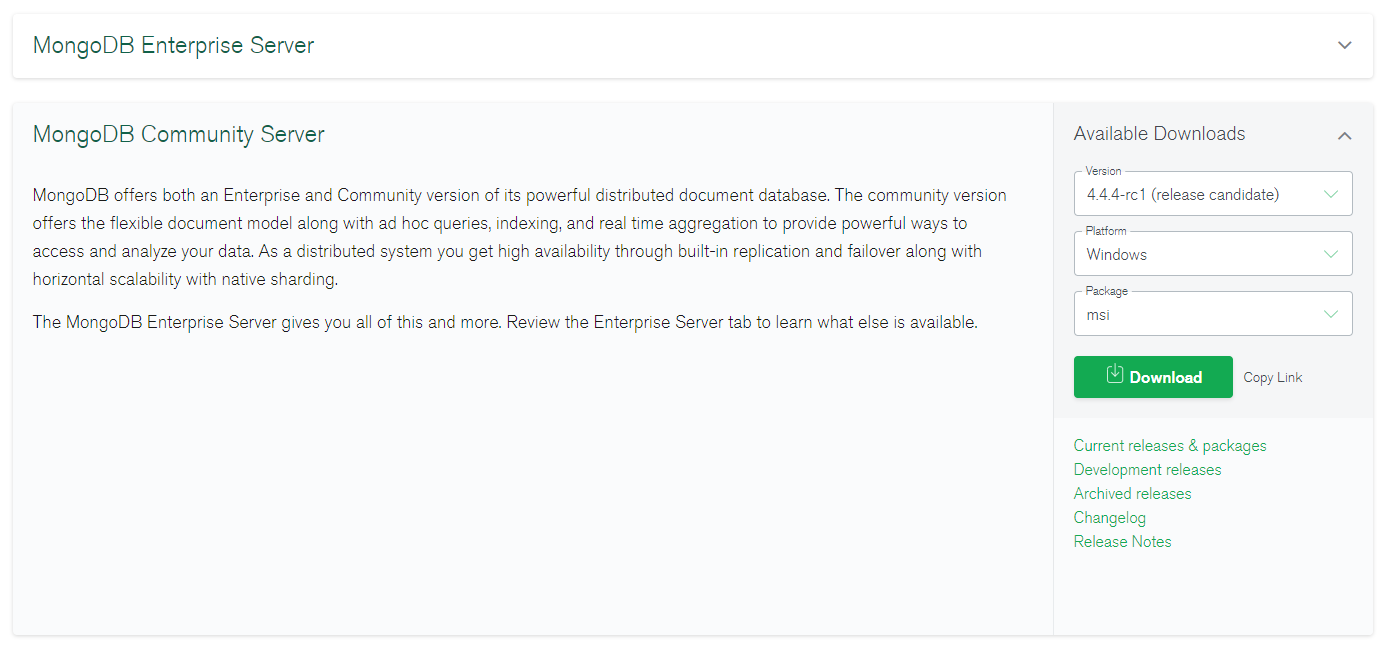 MongoDB Enterprise Server
MongoDB Community Server
MongoDB offers both an Enterprise and Community version of its powerful distributed document database. The community version
offers the flexible document model along with ad hoc queries, indexing, and real time aggregation to provide powerful ways to
access and analyze your data. As a distributed system you get high availability through built-in replication and failover along with
horizontal scalability with native sharding.
The MongoDB Enterprise Server gives you all of this and more. Review the Enterprise Server tab to learn what else is available.
Available Downloads
Version
4.4.4-rc1 (release candidate)
Platform
Windows
Package
msi
Download
Copy Link
Current releases & packages
Development releases
Archived releases
Changelog
Release Notes